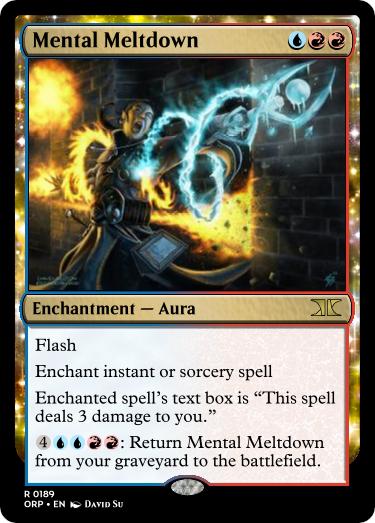 Mental Meltdown
Enchantment — Aura
Flash
Enchant instant or sorcery spell
Enchanted spell's text box is “This spell
deals 3 damage to you.”
4: Return Mental Meltdown
from your graveyard to the battlefield.
R 0189
ORP • EN David Su